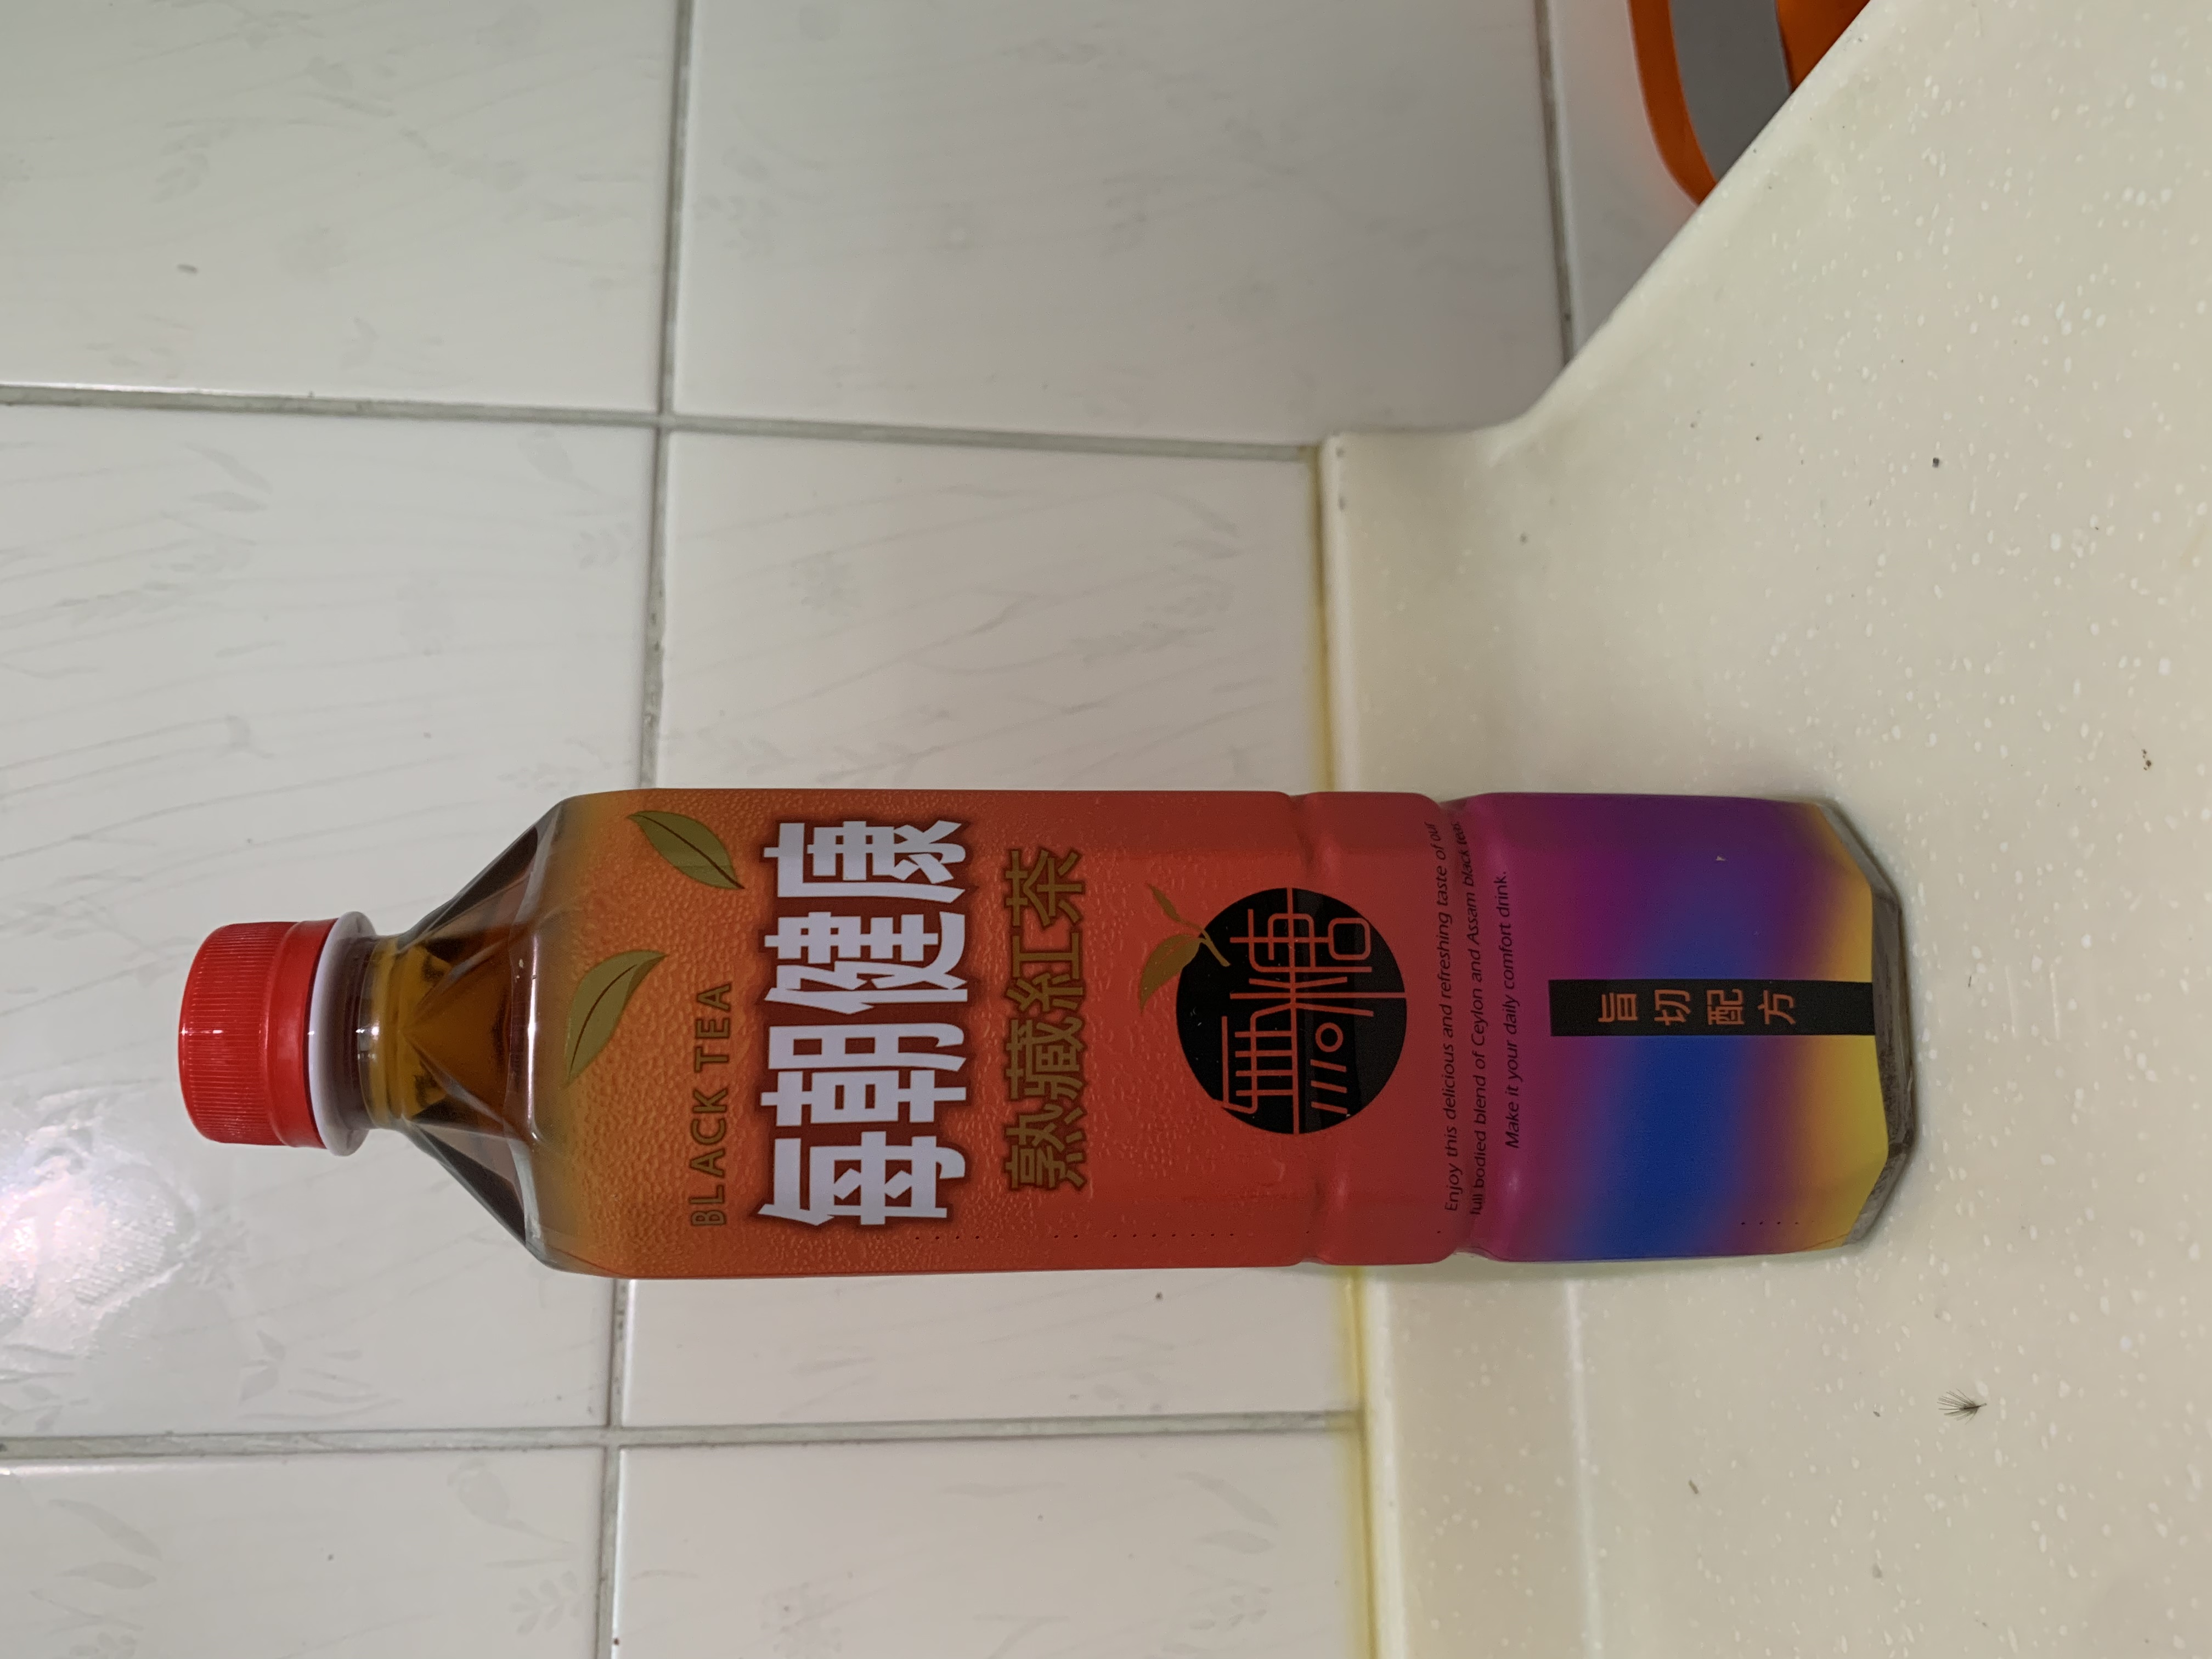 BLACK TEA
每朝健康
熟藏紅茶
無糖
Enjoy this delicious and refreshing taste of our
full bodied blend of Ceylon and Assam black teas.
Make it your daily comfort drink.
旨切配方